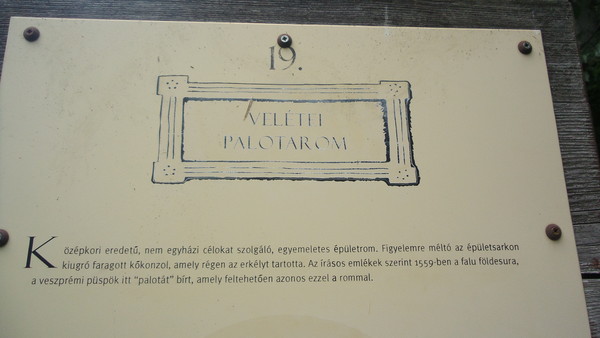 19.
VELÉTEI
PALOTAROM
Középkori eredetű, nem egyházi célokat szolgáló, egyemeletes épületrom. Figyelemre méltó az épületsarkon
kiugró faragott kőkonzol, amely régen az erkélyt tartotta. Az írásos emlékek szerint 1559-ben a falu földesura,
a veszprémi püspök itt "palotát" bírt, amely feltehetően azonos ezzel a rommal.